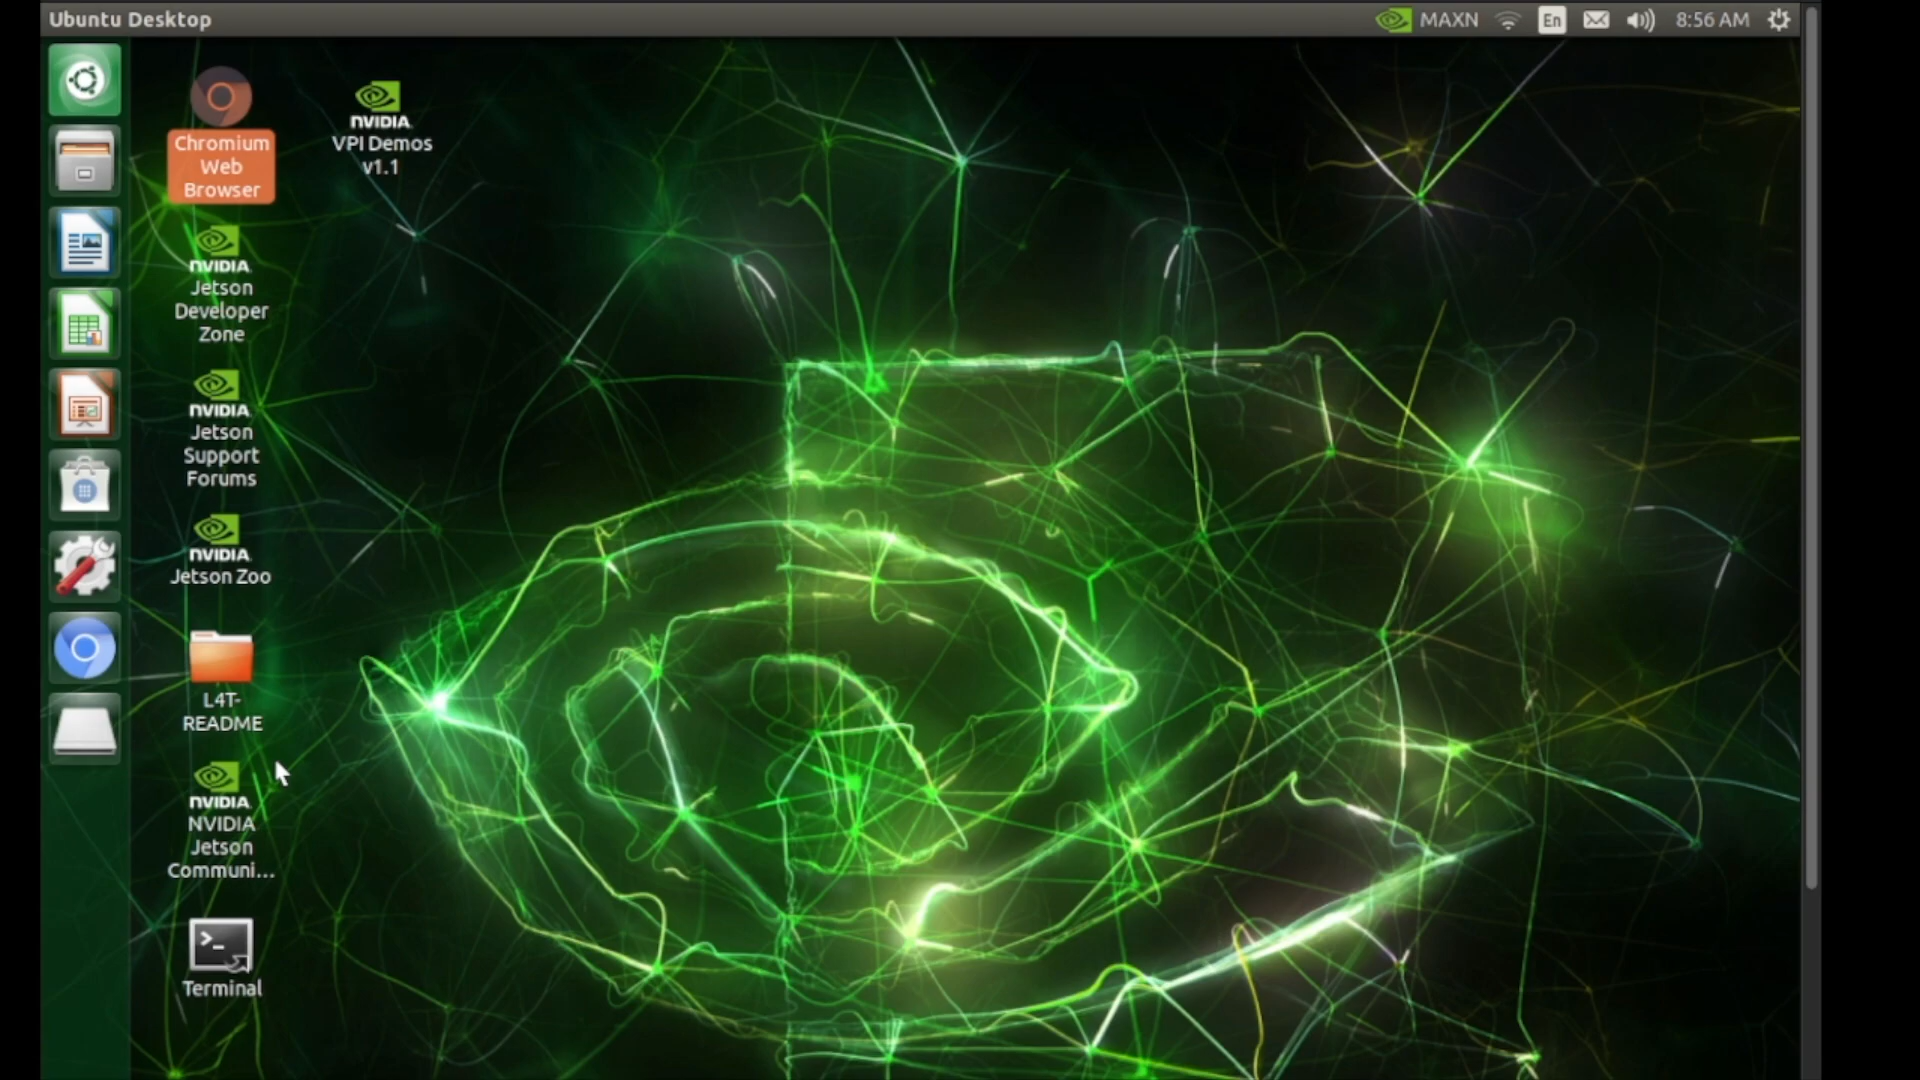 Ubuntu Desktop
MAXN
En
8:56 AM
Chromium
Web
Browser
NVIDIA
VPI Demos
v1.1
NVIDIA
Jetson
Developer
Zone
NVIDIA
Jetson
Support
Forums
NVIDIA
Jetson Zoo
L4T-
README
NVIDIA
NVIDIA
Jetson
Communi...
>_
Terminal